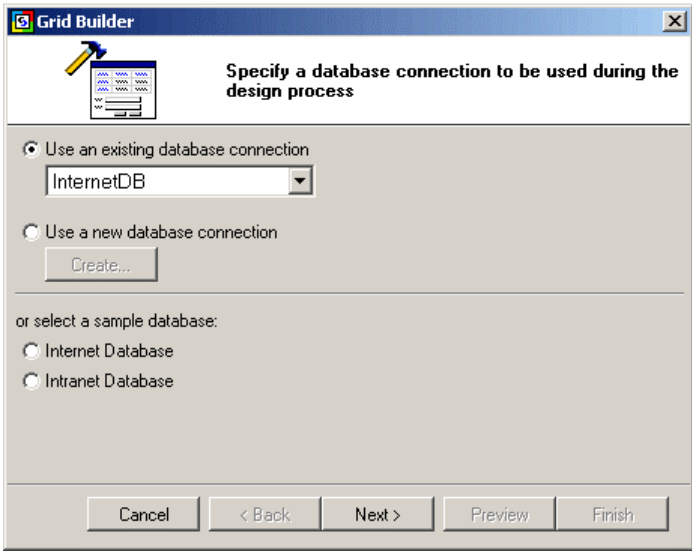 Grid Builder
Specify a database connection to be used during the
design process
Use an existing database connection
InternetDB
Use a new database connection
Create...
or select a sample database:
Internet Database
Intranet Database
Cancel
< Back
Next >
Preview
Finish